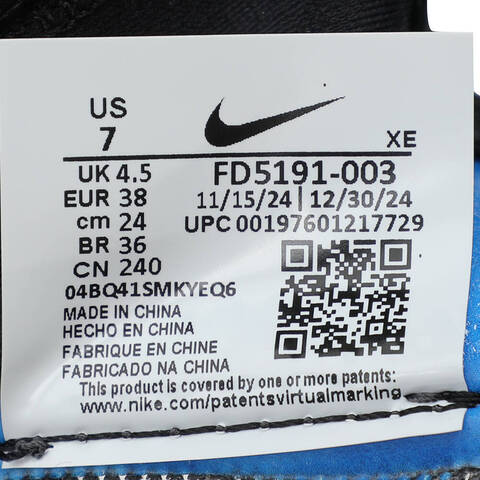 US
7
XE
UK 4.5
EUR 38
cm 24
BR 36
CN 240
FD5191-003
11/15/24 | 12/30/24
UPC 00197601217729
04BQ41SMKYEQ6
MADE IN CHINA
HECHO EN CHINA
FABRIQUE EN CHINE
FABRICADO NA CHINA
This product is covered by one or more patents:
www.nike.com/patentsvirtualmarking